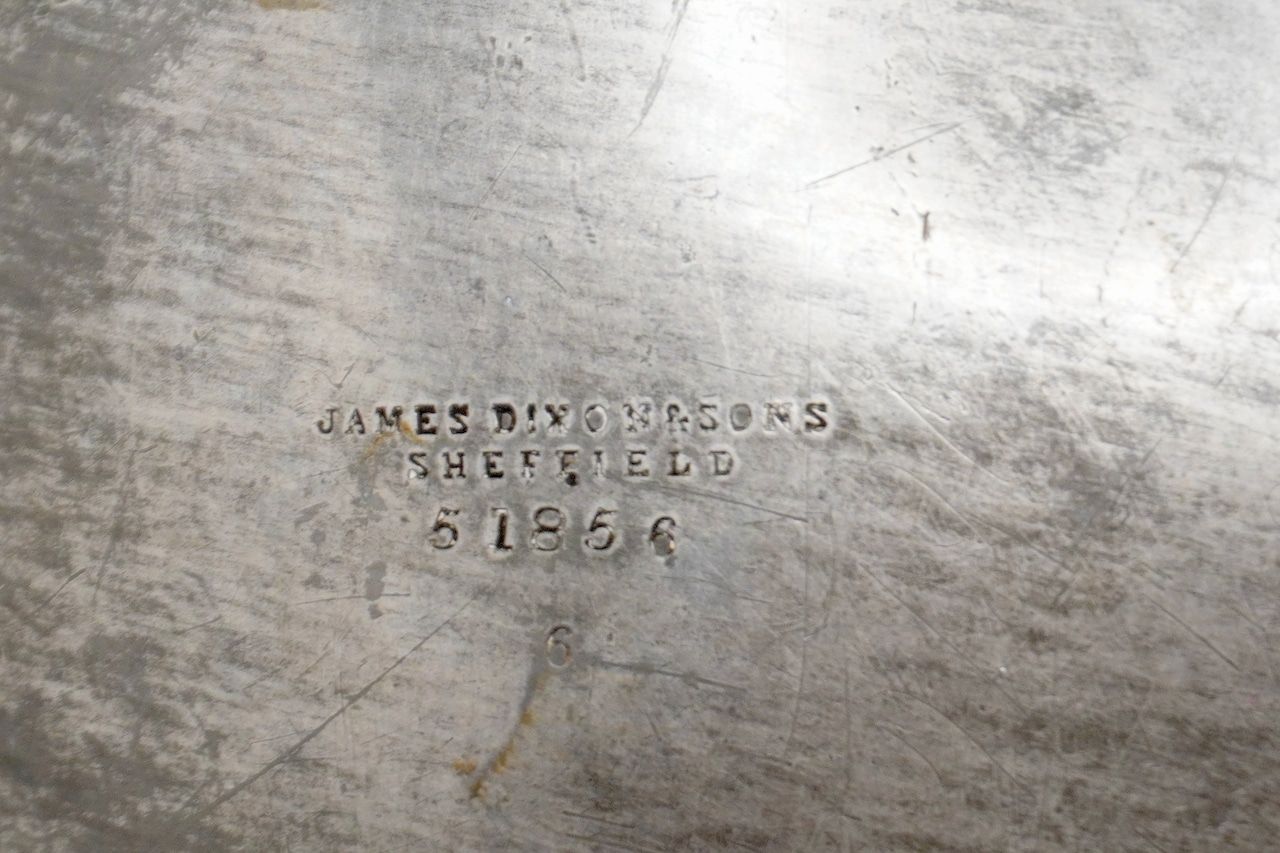 JAMES DIXON & SONS
SHEFFIELD
51856
6